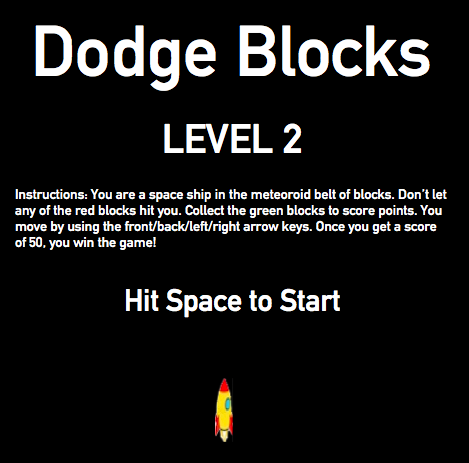 Dodge Blocks
LEVEL 2
Instructions: You are a space ship in the meteoroid belt of blocks. Don't let
any of the red blocks hit you. Collect the green blocks to score points. You
move by using the front/back/left/right arrow keys. Once you get a score
of 50, you win the game!
Hit Space to Start